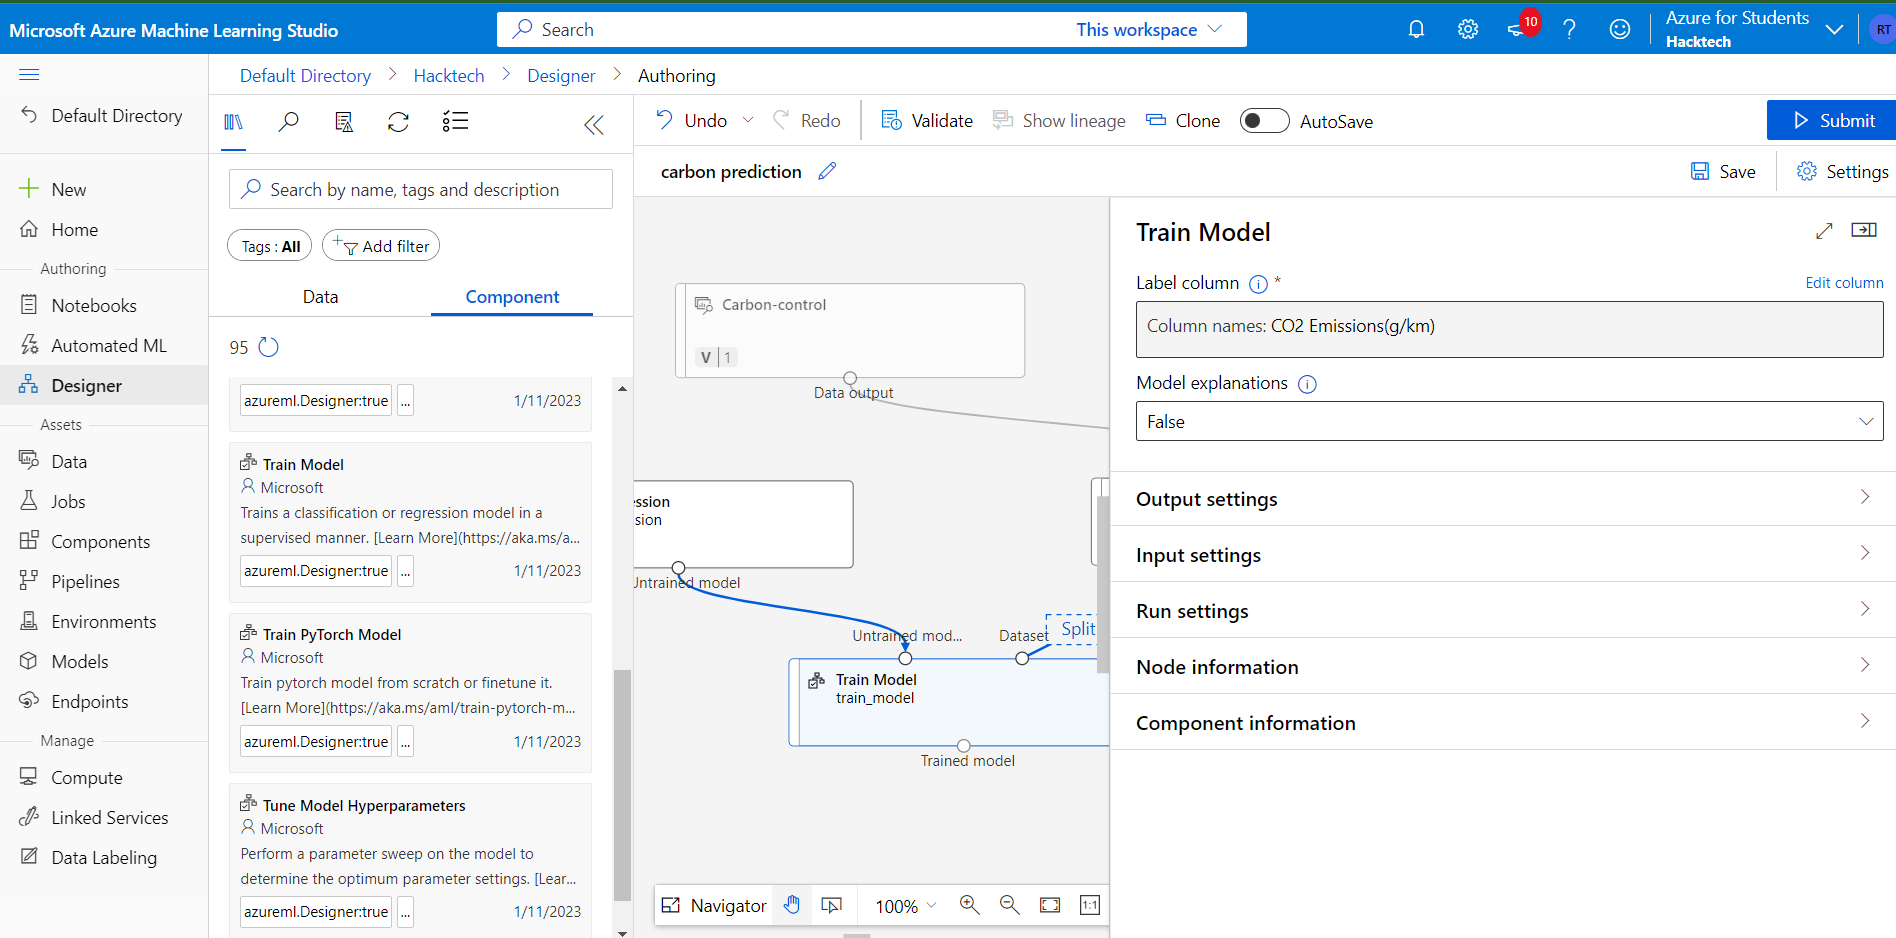 Microsoft Azure Machine Learning Studio
Search
This workspace
10
Azure for Students
Hacktech
RT
Default Directory
New
Home
Authoring
Notebooks
Automated ML
Designer
Assets
Data
Jobs
Components
Pipelines
Environments
Models
Endpoints
Manage
Compute
Linked Services
Data Labeling
Default Directory > Hacktech > Designer > Authoring
Search by name, tags and description
Tags : All
Add filter
Data
Component
95
azureml.Designer:true
...
1/11/2023
Train Model
Microsoft
Trains a classification or regression model in a
supervised manner. [Learn More](https://aka.ms/a...
azureml.Designer:true
...
1/11/2023
Train PyTorch Model
Microsoft
Train pytorch model from scratch or finetune it.
[Learn More](https://aka.ms/aml/train-pytorch-m...
azureml.Designer:true
...
1/11/2023
Tune Model Hyperparameters
Microsoft
Perform a parameter sweep on the model to
determine the optimum parameter settings. [Lear...
azureml.Designer:true
...
1/11/2023
Undo
Redo
Validate
Show lineage
Clone
AutoSave
Submit
carbon prediction
Save
Settings
Carbon-control
V 1
Data output
ession
sion
Untrained model
Untrained mod...
Dataset
Split
Train Model
train_model
Trained model
Navigator
100%
1:1
Train Model
Label column *
Edit column
Column names: CO2 Emissions(g/km)
Model explanations
False
Output settings
Input settings
Run settings
Node information
Component information